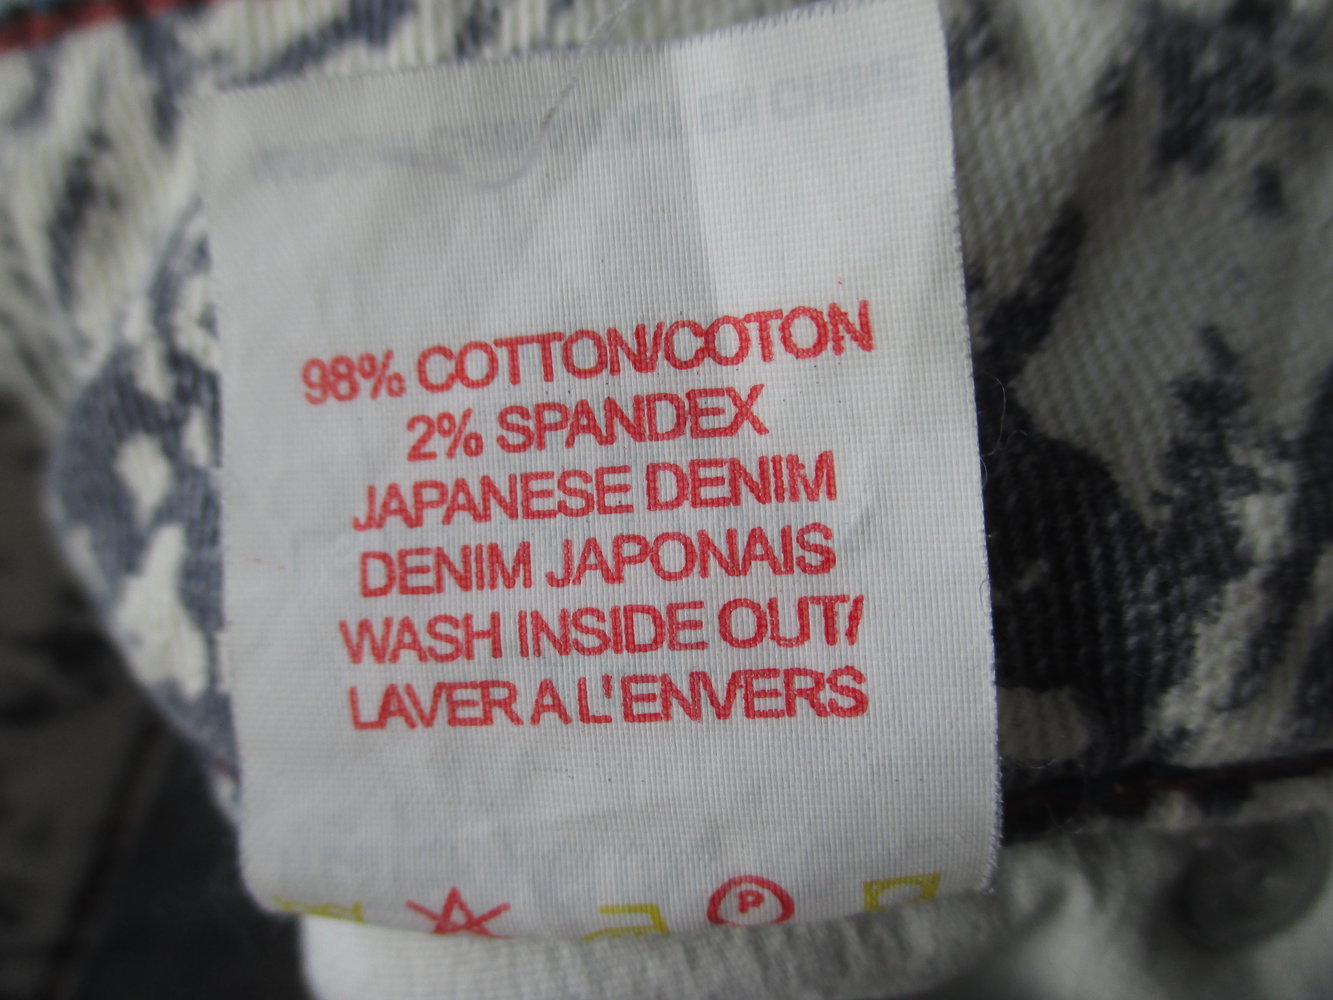 98% COTTON/COTON
2% SPANDEX
JAPANESE DENIM
DENIM JAPONAIS
WASH INSIDE OUT/
LAVER A L'ENVERS
P